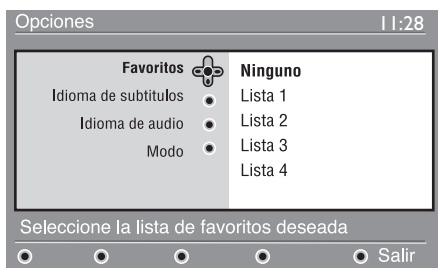 Opciones 11:28
Favoritos Ninguno
Idioma de subtitulos Lista 1
Idioma de audio Lista 2
Modo Lista 3
Lista 4
Seleccione la lista de favoritos deseada
Salir